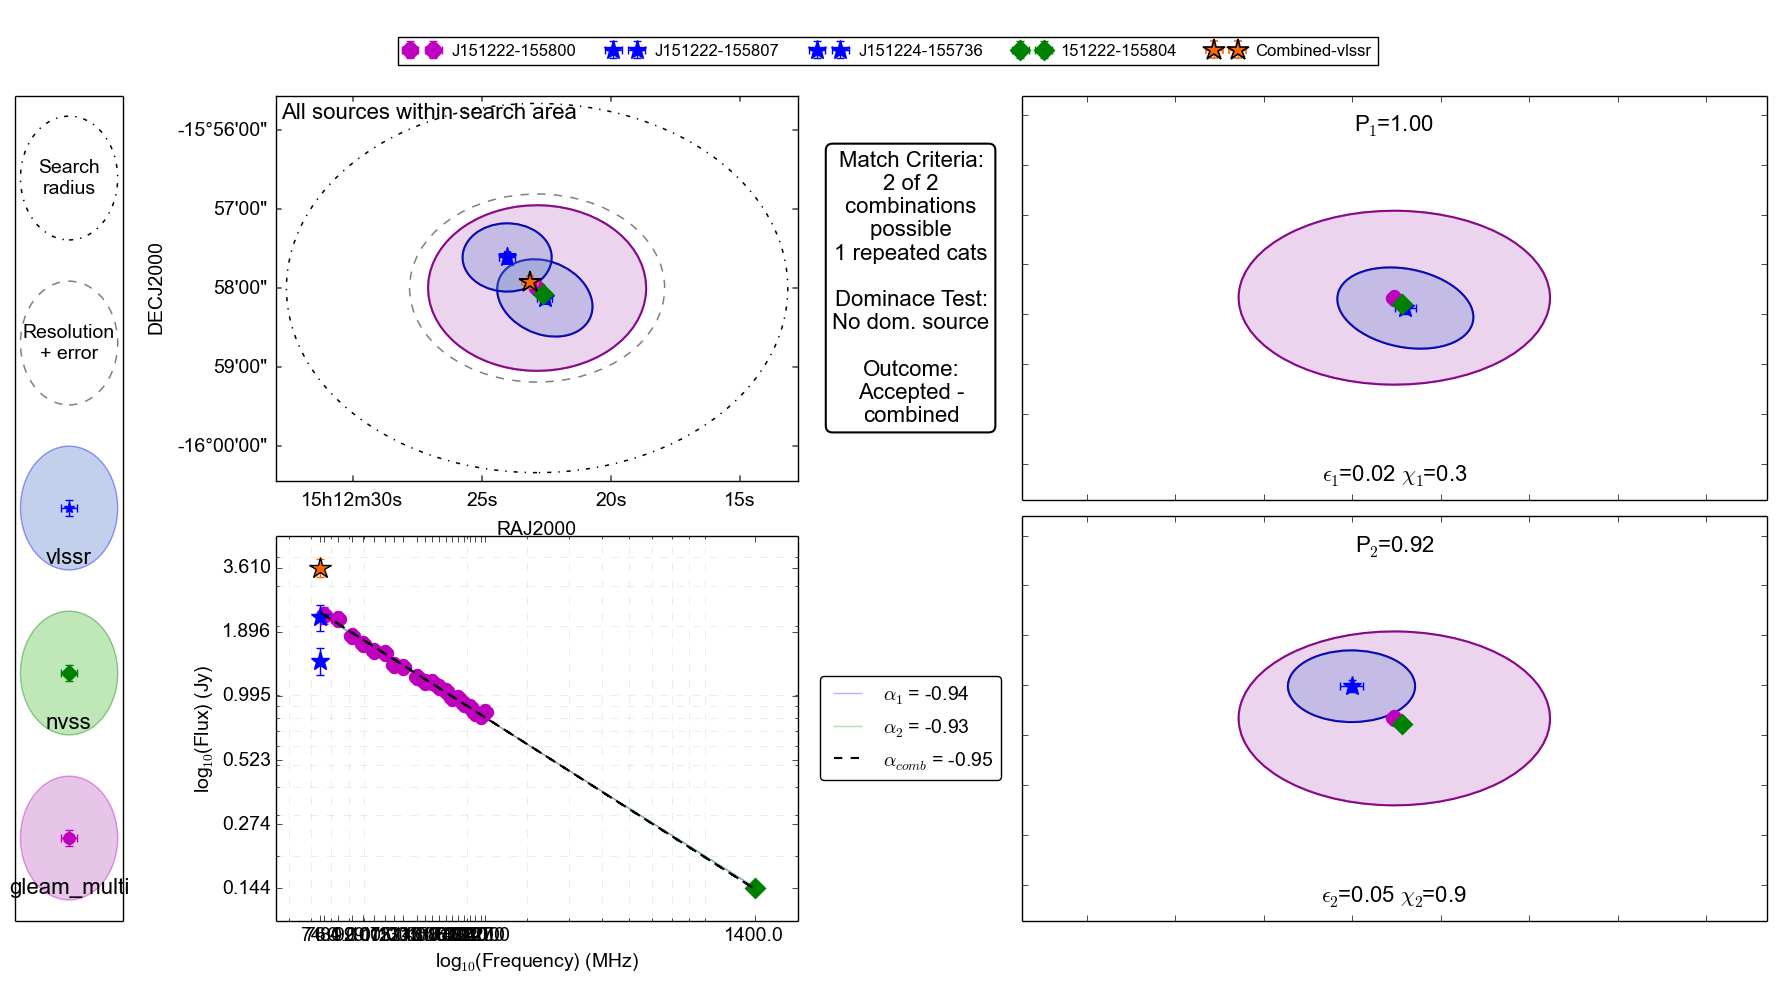 J151222-155800 J151222-155807 J151224-155736 151222-155804 Combined-vlssr
Search
radius
Resolution
+ error
vlssr
nvss
gleam_multi
All sources within search area
DECJ2000
-15°56'00"
57'00"
58'00"
59'00"
-16°00'00"
15h12m30s 25s 20s 15s
RAJ2000
Match Criteria:
2 of 2
combinations
possible
1 repeated cats
Dominace Test:
No dom. source
Outcome:
Accepted -
combined
P1=1.00
ϵ1=0.02 χ1=0.3
log10(Flux) (Jy)
3.610
1.896
0.995
0.523
0.274
0.144
1400.0
log10(Frequency) (MHz)
α1 = -0.94
α2 = -0.93
αcomb = -0.95
P2=0.92
ϵ2=0.05 χ2=0.9